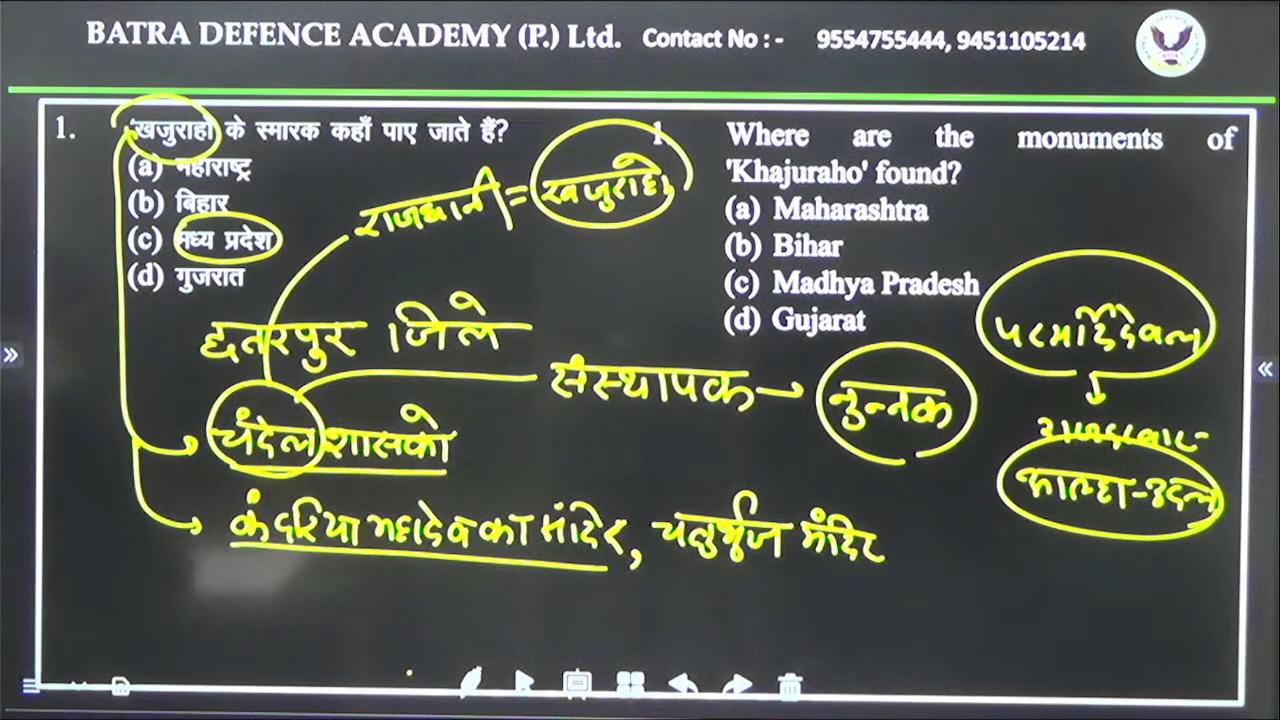 BATRA DEFENCE ACADEMY (P.) Ltd. Contact No : - 9554755444, 9451105214
1. खजुराहो के स्मारक कहाँ पाए जाते हैं?
(a) महाराष्ट्र
(b) बिहार
(c) मध्य प्रदेश
(d) गुजरात
1 Where are the monuments of
'Khajuraho' found?
(a) Maharashtra
(b) Bihar
(c) Madhya Pradesh
(d) Gujarat
राजधानी = खजुराहो
छतरपुर जिले
चंदेल शासको
संस्थापक → नुन्नक
कंदरिया महादेव का मंदिर, चतुर्भुज मंदिर
परमर्दिदेवल